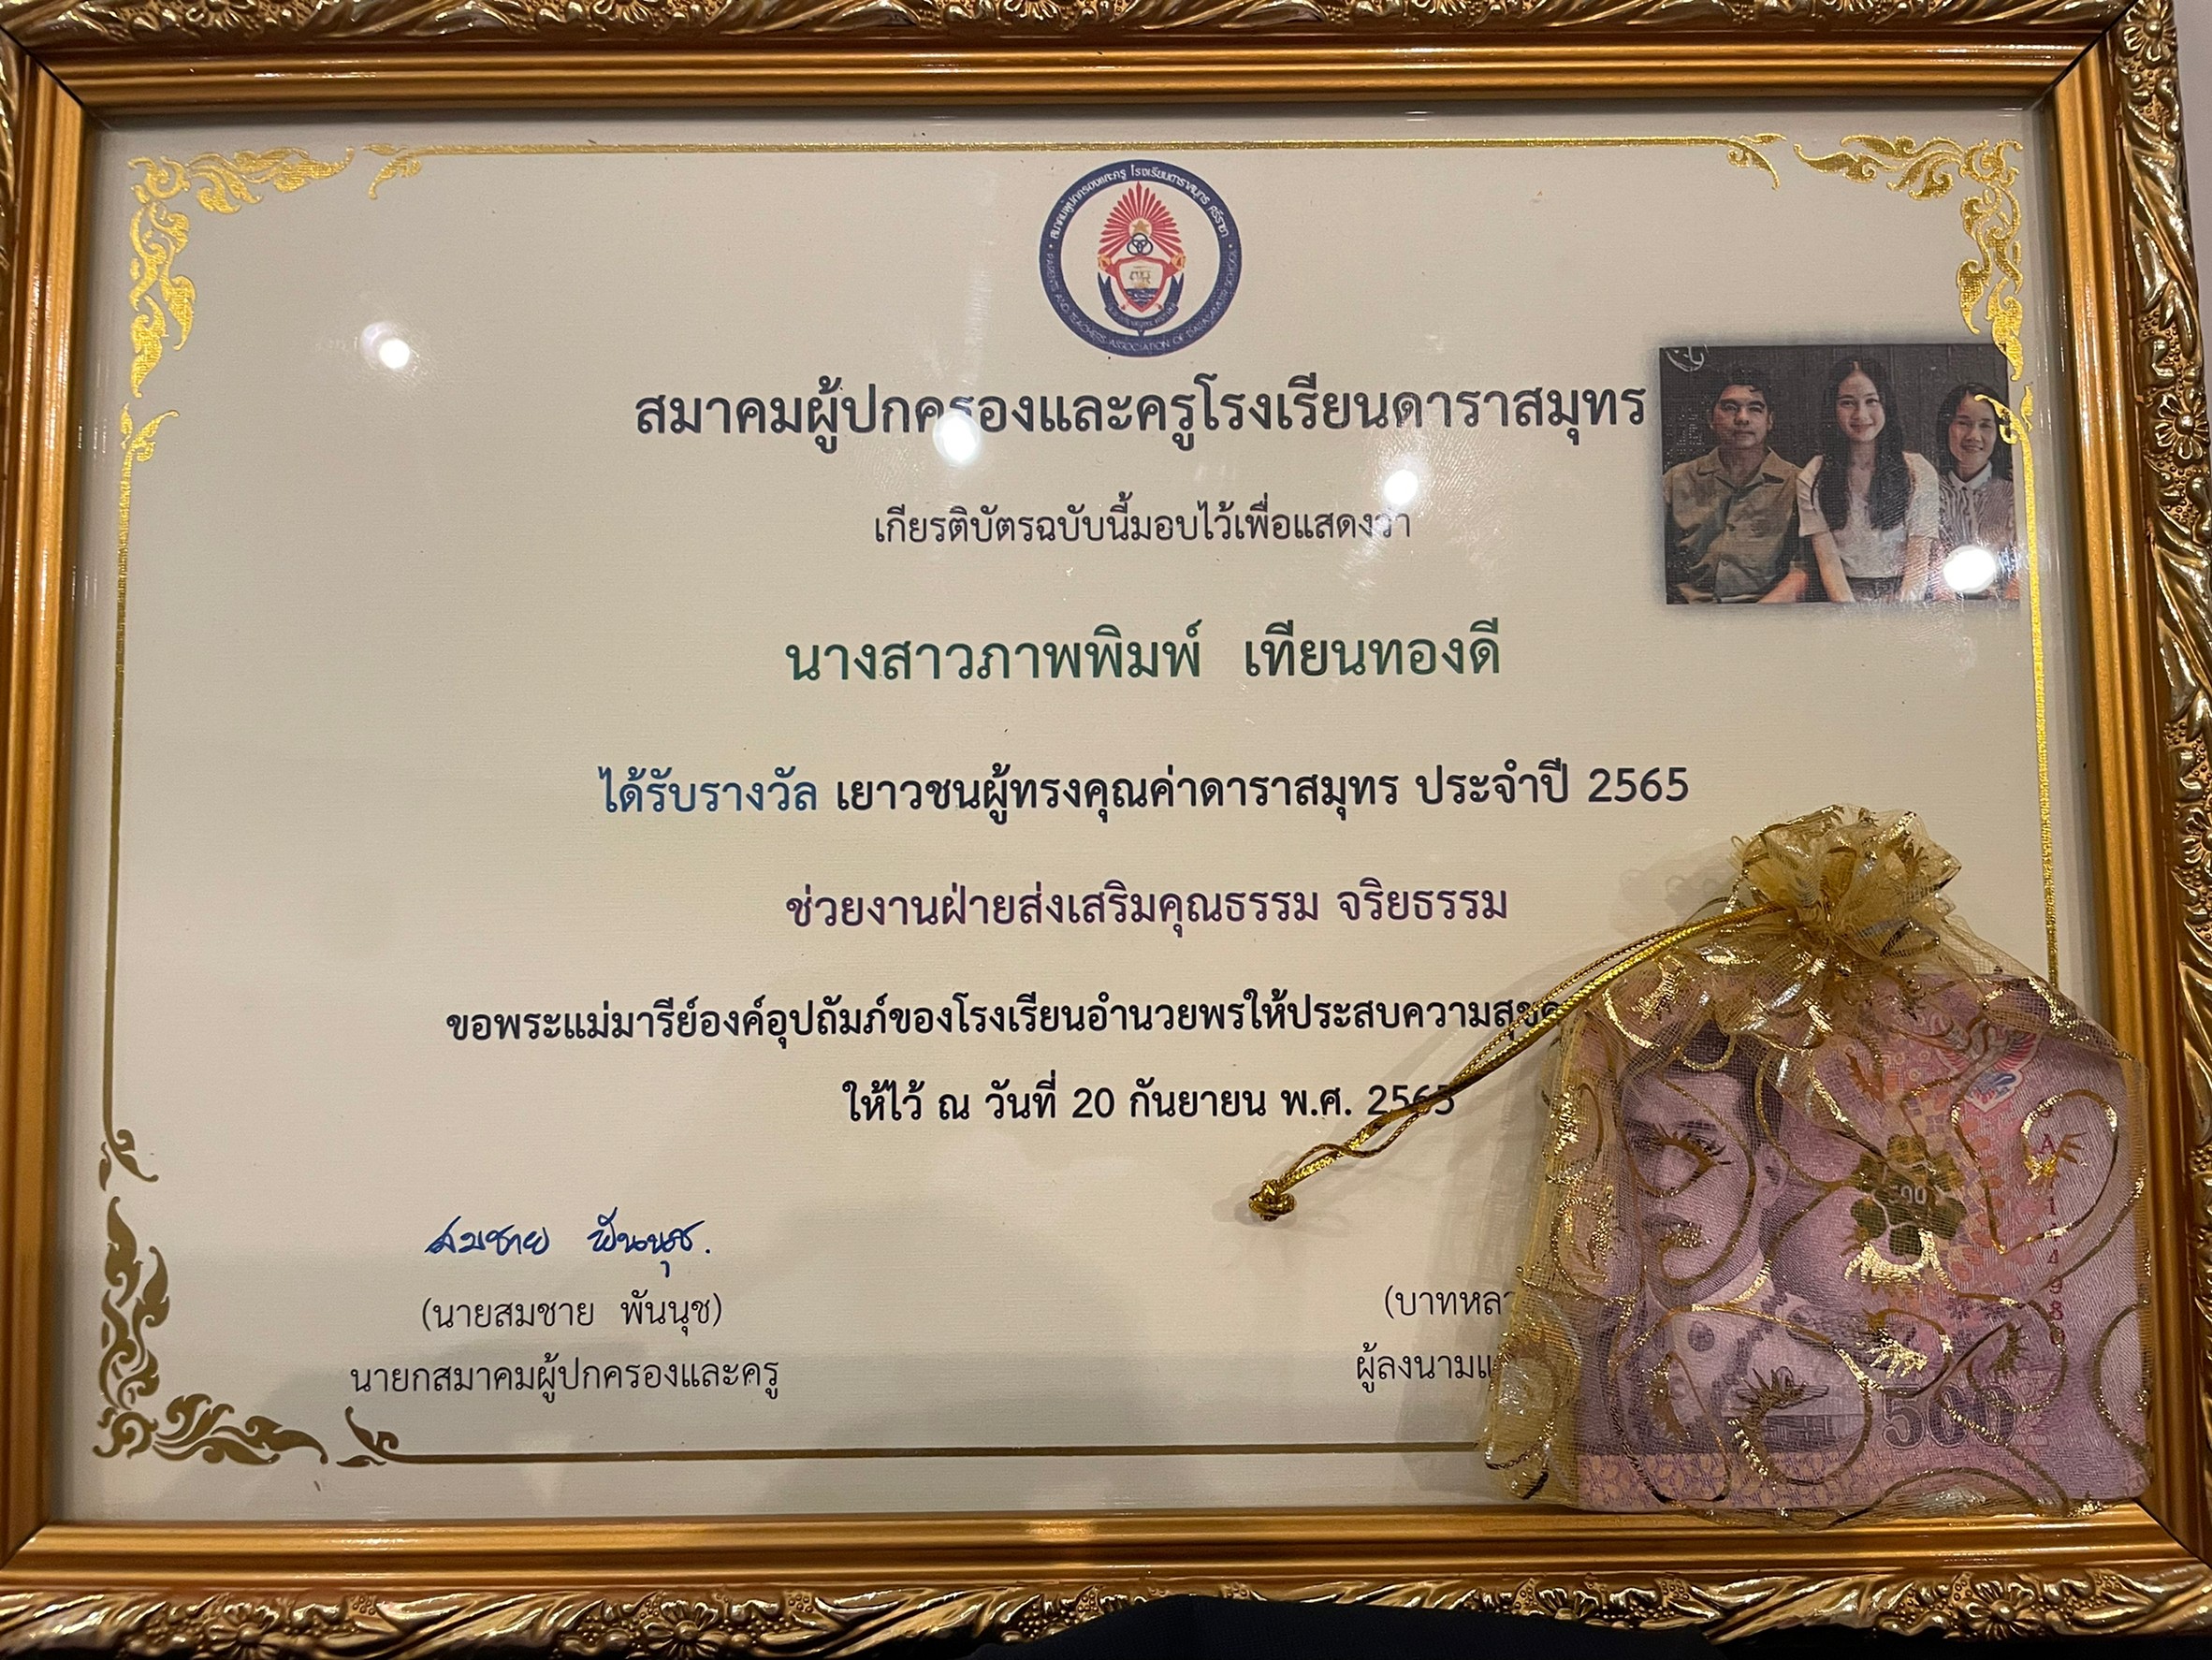 สมาคมผู้ปกครองและครู โรงเรียนดาราสมุทร ศรีราชา
PARENTS AND TEACHERS ASSOCIATION OF DARASAMUTR SCHOOL
สมาคมผู้ปกครองและครูโรงเรียนดาราสมุทร
เกียรติบัตรฉบับนี้มอบไว้เพื่อแสดงว่า
นางสาวภาพพิมพ์ เทียนทองดี
ได้รับรางวัล เยาวชนผู้ทรงคุณค่าดาราสมุทร ประจำปี 2565
ช่วยงานฝ่ายส่งเสริมคุณธรรม จริยธรรม
ขอพระแม่มารีย์องค์อุปถัมภ์ของโรงเรียนอำนวยพรให้ประสบความสุข
ให้ไว้ ณ วันที่ 20 กันยายน พ.ศ. 2565
สมชาย พันนุช.
(นายสมชาย พันนุช)
นายกสมาคมผู้ปกครองและครู
(บาทหลว
ผู้ลงนามแ
500